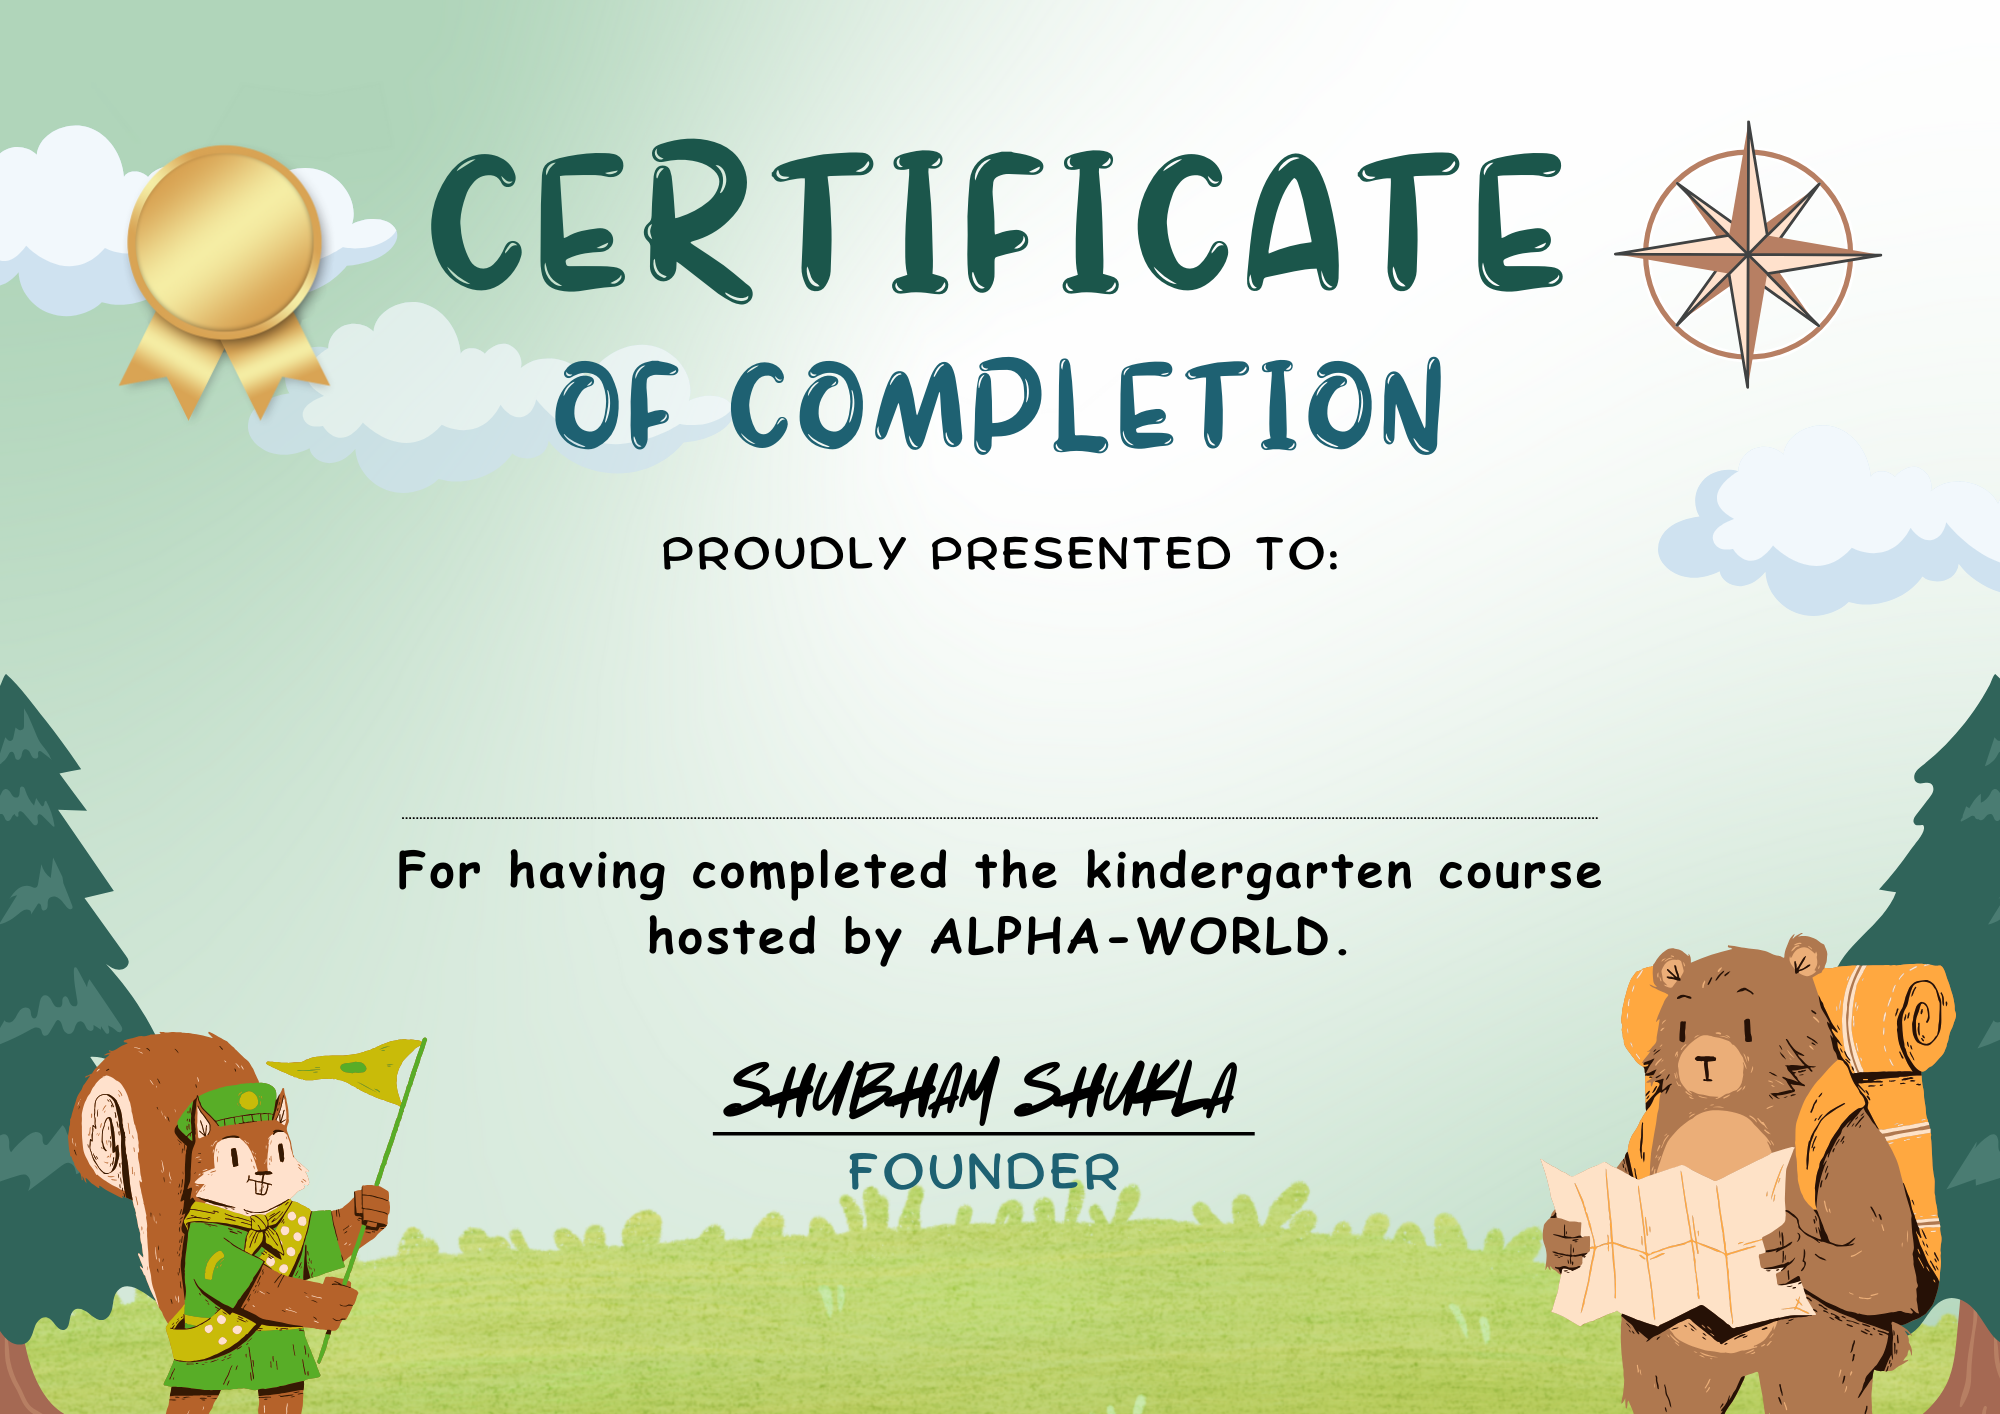 CERTIFICATE
OF COMPLETION
PROUDLY PRESENTED TO:
For having completed the kindergarten course
hosted by ALPHA-WORLD.
SHUBHAM SHUKLA
FOUNDER